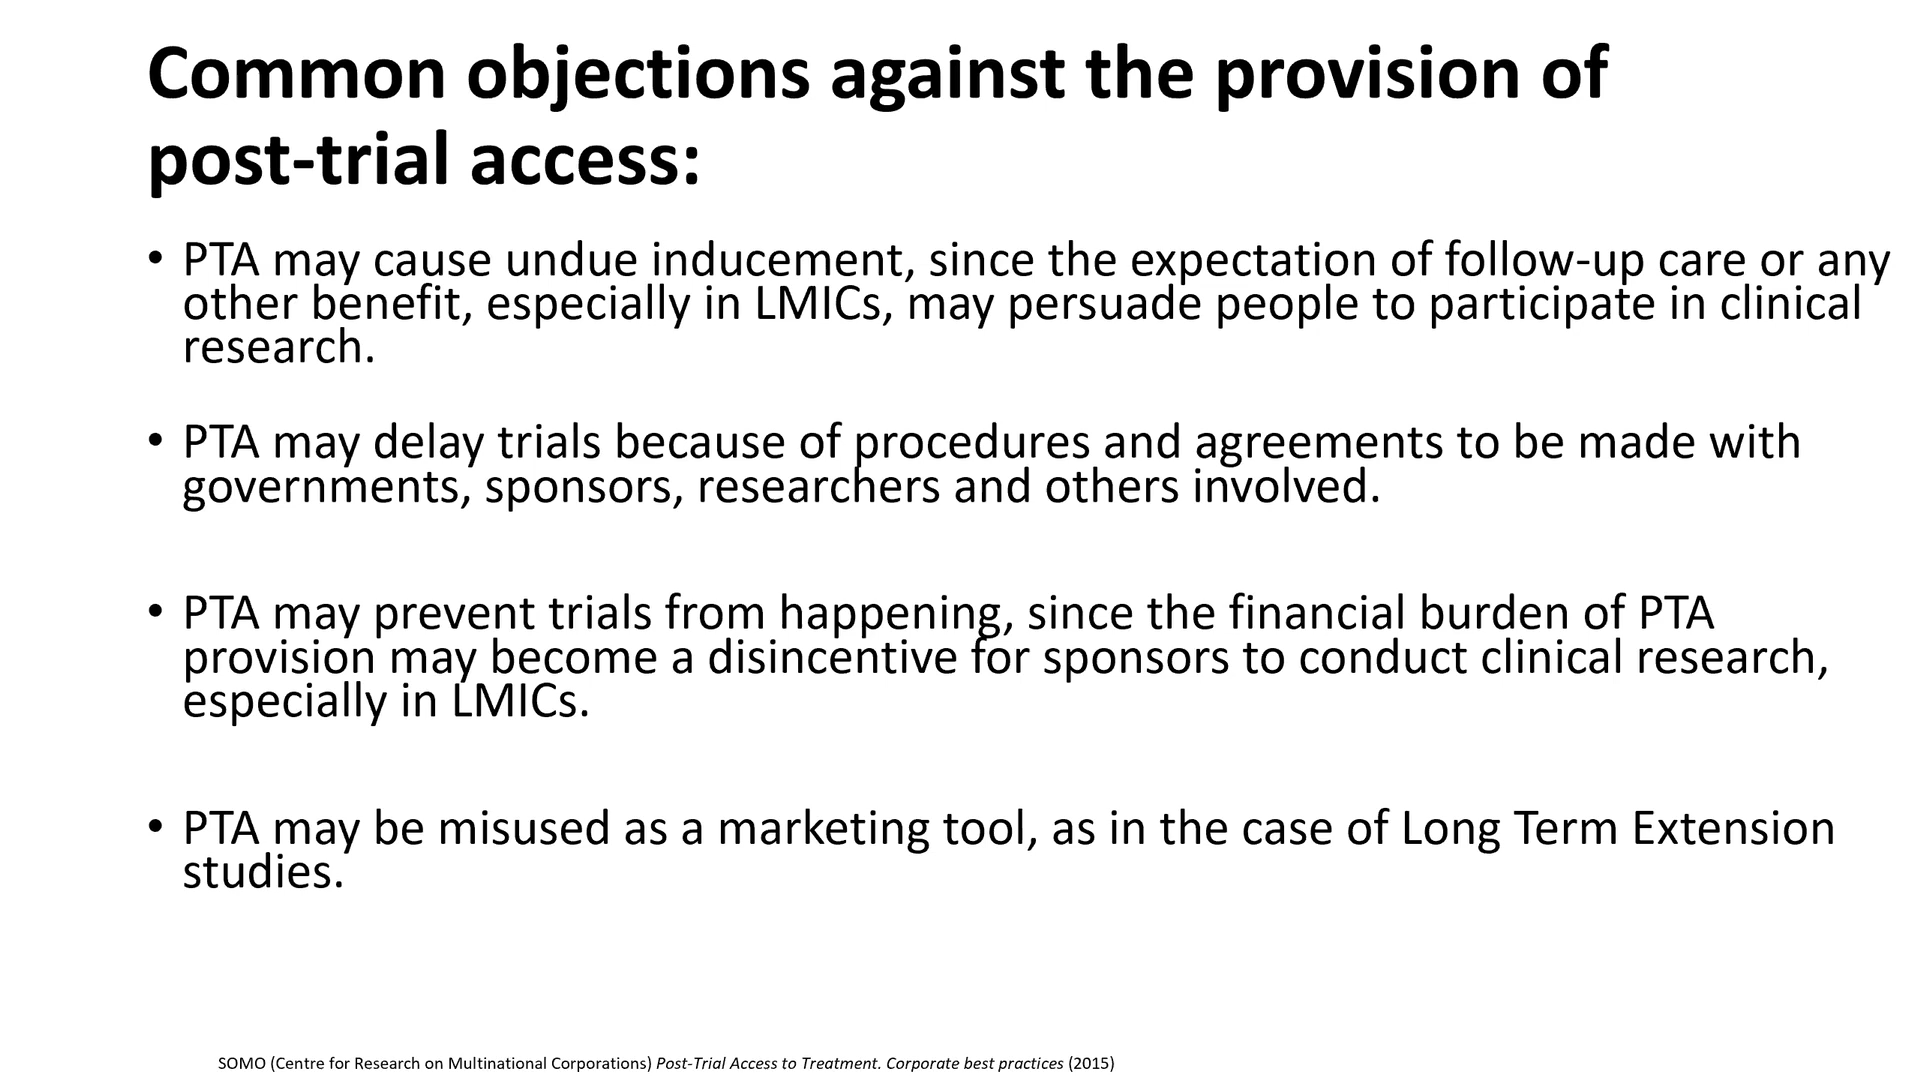 Common objections against the provision of
post-trial access:
• PTA may cause undue inducement, since the expectation of follow-up care or any
other benefit, especially in LMICs, may persuade people to participate in clinical
research.
• PTA may delay trials because of procedures and agreements to be made with
governments, sponsors, researchers and others involved.
• PTA may prevent trials from happening, since the financial burden of PTA
provision may become a disincentive for sponsors to conduct clinical research,
especially in LMICs.
• PTA may be misused as a marketing tool, as in the case of Long Term Extension
studies.
SOMO (Centre for Research on Multinational Corporations) Post-Trial Access to Treatment. Corporate best practices (2015)